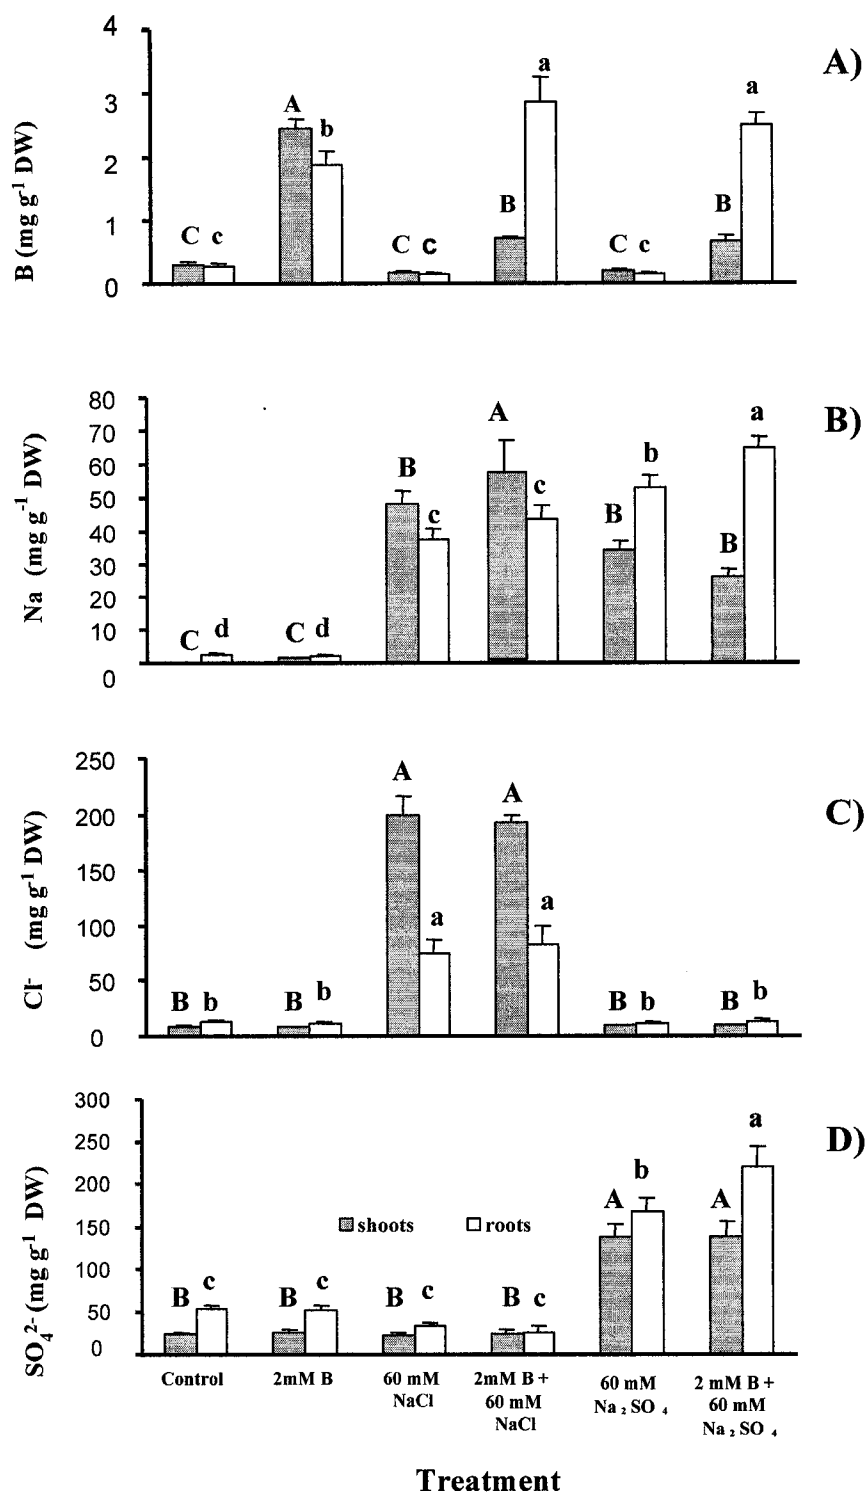 A)
B (mg g-1 DW)
4
3
2
1
0
C c
A b
C c
B a
C c
B a
B)
Na (mg g-1 DW)
80
70
60
50
40
30
20
10
0
C d
C d
B c
A c
B b
B a
C)
Cl- (mg g-1 DW)
250
200
150
100
50
0
B b
B b
A a
A a
B b
B b
D)
SO42- (mg g-1 DW)
300
250
200
150
100
50
0
shoots roots
B c
B c
B c
B c
A b
A a
Control
2mM B
60 mM
NaCl
2mM B +
60 mM
NaCl
60 mM
Na2SO4
2 mM B +
60 mM
Na2SO4
Treatment